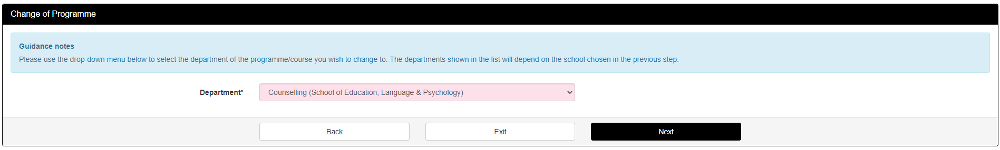 Change of Programme
Guidance notes
Please use the drop-down menu below to select the department of the programme/course you wish to change to. The departments shown in the list will depend on the school chosen in the previous step.
Department*
Counselling (School of Education, Language & Psychology)
Back
Exit
Next